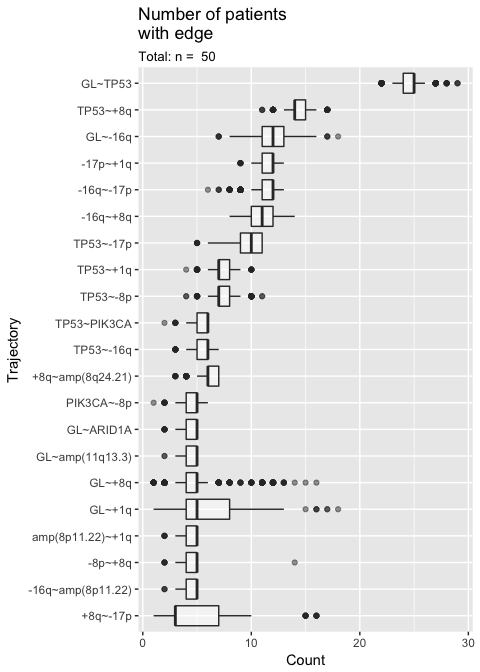 Number of patients
with edge
Total: n =  50
Trajectory
GL~TP53
TP53~+8q
GL~-16q
-17p~+1q
-16q~-17p
-16q~+8q
TP53~-17p
TP53~+1q
TP53~-8p
TP53~PIK3CA
TP53~-16q
+8q~amp(8q24.21)
PIK3CA~-8p
GL~ARID1A
GL~amp(11q13.3)
GL~+8q
GL~+1q
amp(8p11.22)~+1q
-8p~+8q
-16q~amp(8p11.22)
+8q~-17p
0 10 20 30
Count